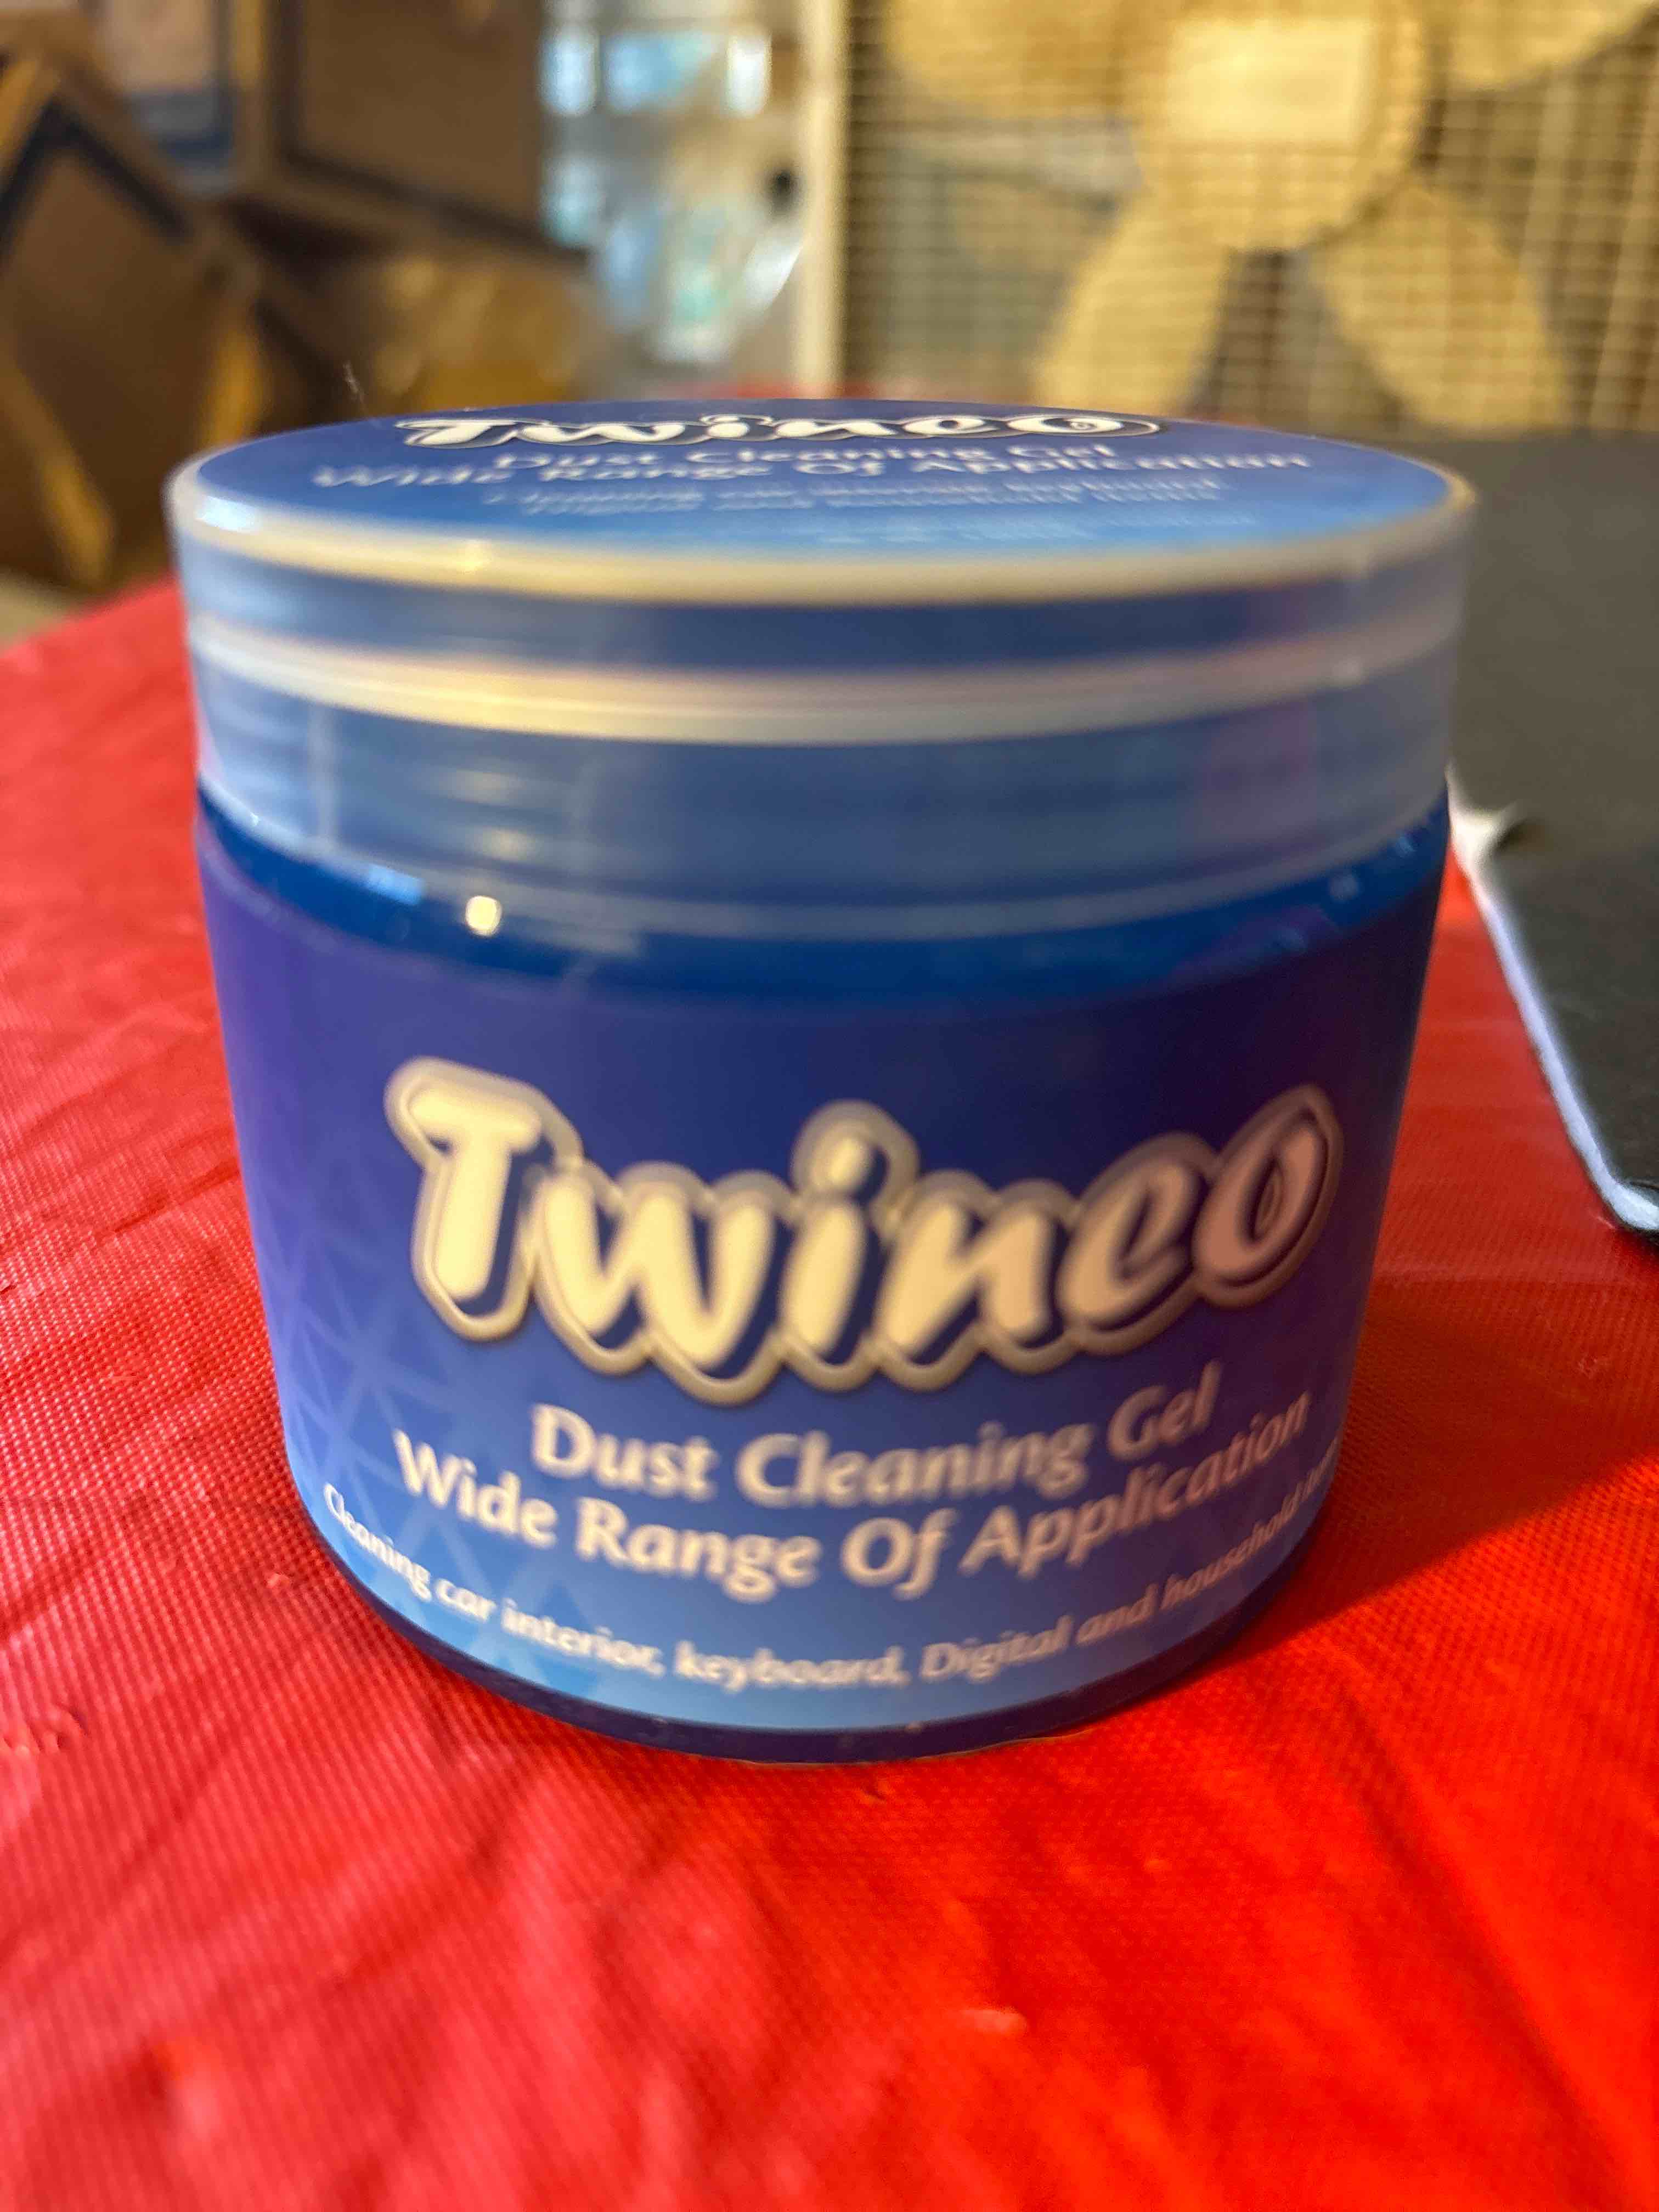 Twineo
Dust Cleaning Gel
Wide Range Of Application
Twineo
Dust Cleaning Gel
Wide Range Of Application
Cleaning car interior, keyboard, Digital and household